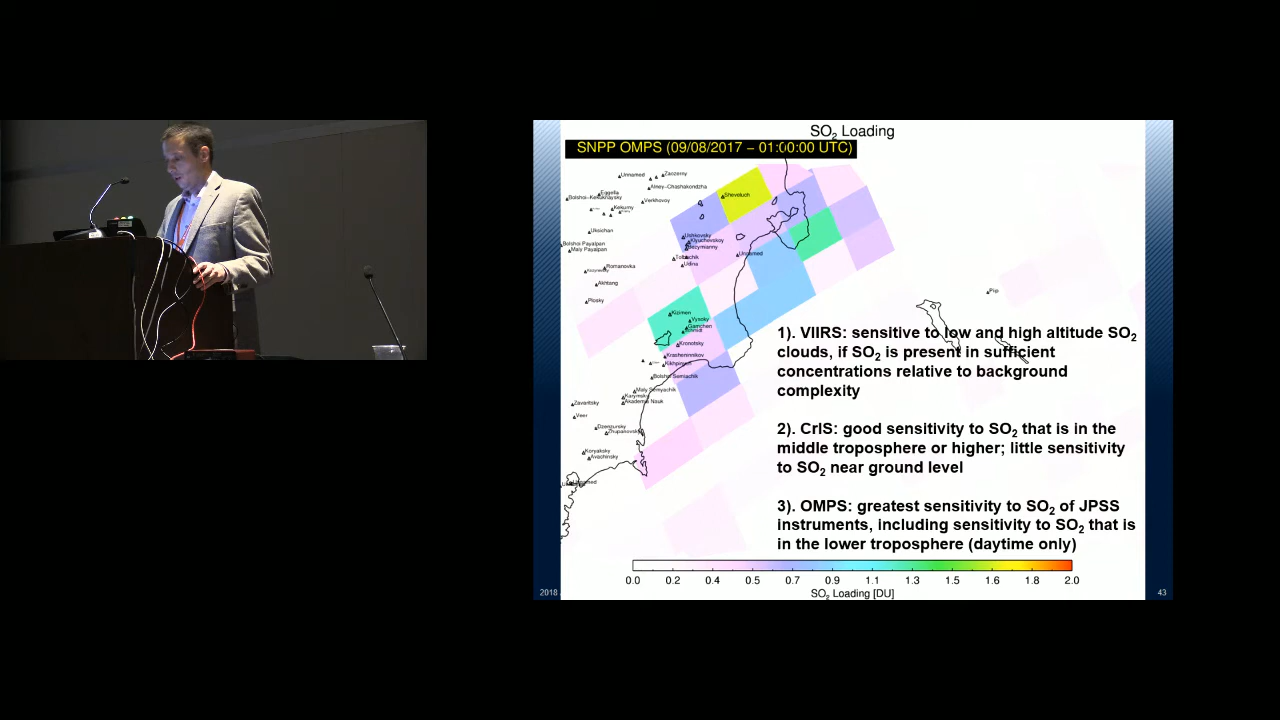 SO2 Loading
SNPP OMPS (09/08/2017 – 01:00:00 UTC)
Unnamed
Zaozerny
Alney-Chashakondzha
Eggella
Bolshoi-Kekuknaysky
Verkhovoy
Sheveluch
Kekurny
Uksichan
Ushkovsky
Klyuchevskoy
Bezymianny
Bolshoi Payalpan
Maly Payalpan
Tolbachik
Udina
Unnamed
Romanovka
Akhtang
Plosky
Piip
Kizimen
Vysoky
Gamchen
Kronotsky
Krasheninnikov
Kikhpinych
Bolshoi Semiachik
Maly Semyachik
Karymsky
Akademia Nauk
Zavaritsky
Veer
Dzenzursky
Zhupanovsky
Koryaksky
Avachinsky
Unnamed
1). VIIRS: sensitive to low and high altitude SO2
clouds, if SO2 is present in sufficient
concentrations relative to background
complexity
2). CrIS: good sensitivity to SO2 that is in the
middle troposphere or higher; little sensitivity
to SO2 near ground level
3). OMPS: greatest sensitivity to SO2 of JPSS
instruments, including sensitivity to SO2 that is
in the lower troposphere (daytime only)
0.0 0.2 0.4 0.5 0.7 0.9 1.1 1.3 1.5 1.6 1.8 2.0
SO2 Loading [DU]
2018
43